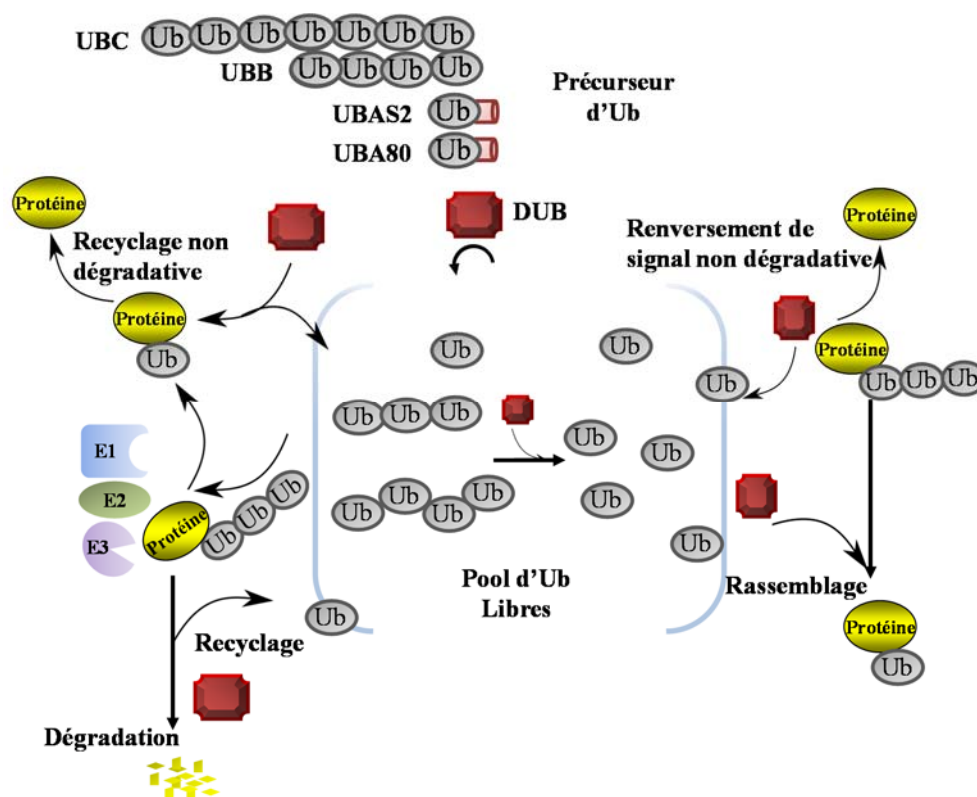 UBC
Ub Ub Ub Ub Ub Ub Ub
UBB
Ub Ub Ub Ub
UBAS2
Ub
UBA80
Ub
Précurseur
d'Ub
DUB
Protéine
Recyclage non
dégradative
Protéine
Ub
E1
E2
E3
Protéine
Ub Ub Ub
Recyclage
Dégradation
Ub
Ub
Ub Ub Ub
Ub
Ub Ub Ub Ub
Ub
Ub
Ub
Pool d'Ub
Libres
Ub
Ub
Renversement de
signal non dégradative
Protéine
Protéine
Ub Ub Ub
Rassemblage
Protéine
Ub